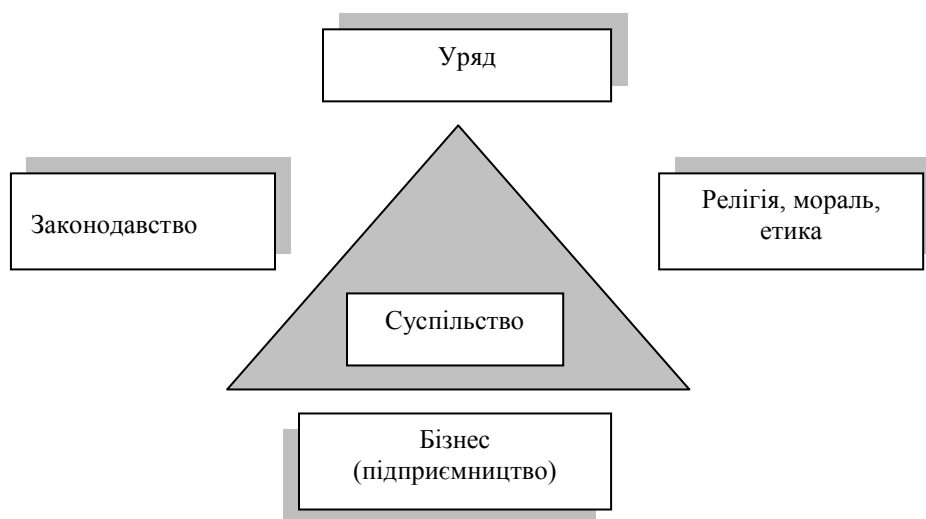 Уряд
Законодавство
Релігія, мораль,
етика
Суспільство
Бізнес
(підприємництво)